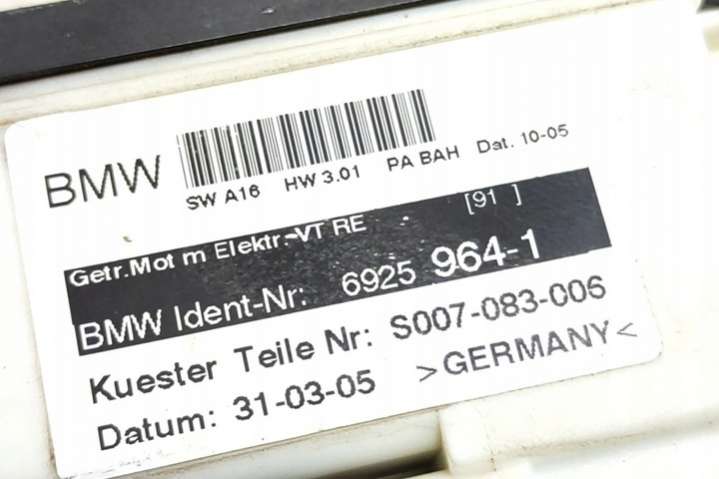 BMW
SW A16 HW 3.01 PA BAH Dat. 10-05
Getr.Mot m Elektr.-VT RE [91 ]
BMW Ident-Nr: 6925 964-1
Kuester Teile Nr: S007-083-006
Datum: 31-03-05 >GERMANY<